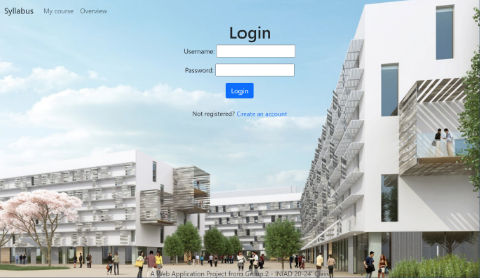 Syllabus My course Overview
Login
Username:
Password:
Login
Not registered? Create an account
A Web Application Project from Group 2 - INIAD 20-24'